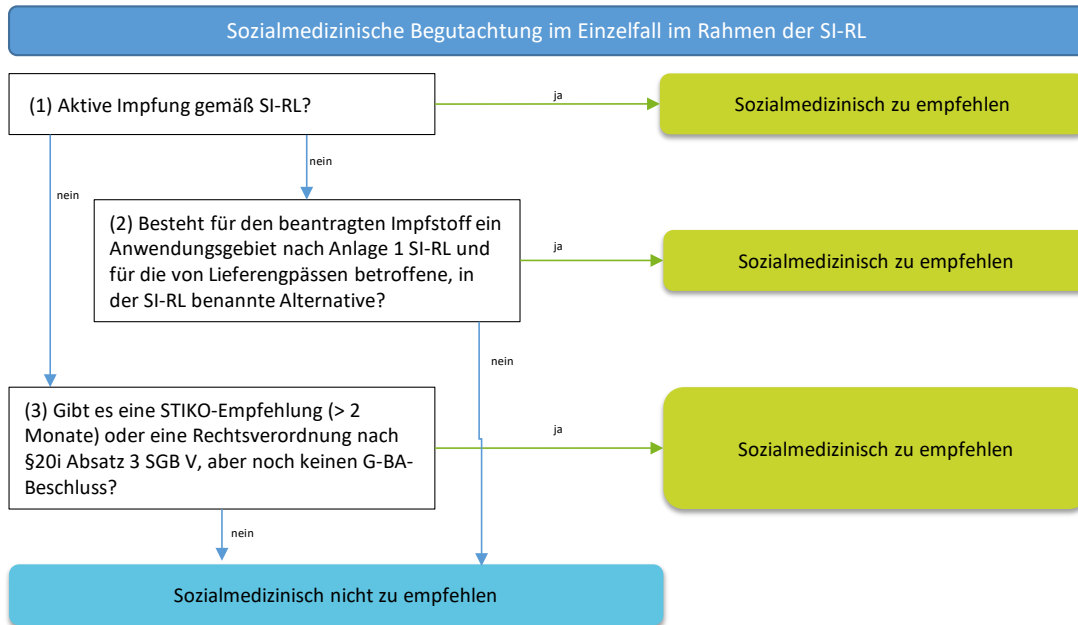 Sozialmedizinische Begutachtung im Einzelfall im Rahmen der SI-RL
(1) Aktive Impfung gemäß SI-RL?
ja
Sozialmedizinisch zu empfehlen
nein
nein
(2) Besteht für den beantragten Impfstoff ein
Anwendungsgebiet nach Anlage 1 SI-RL und
für die von Lieferengpässen betroffene, in
der SI-RL benannte Alternative?
ja
Sozialmedizinisch zu empfehlen
nein
(3) Gibt es eine STIKO-Empfehlung (> 2
Monate) oder eine Rechtsverordnung nach
§20i Absatz 3 SGB V, aber noch keinen G-BA-
Beschluss?
ja
Sozialmedizinisch zu empfehlen
nein
Sozialmedizinisch nicht zu empfehlen